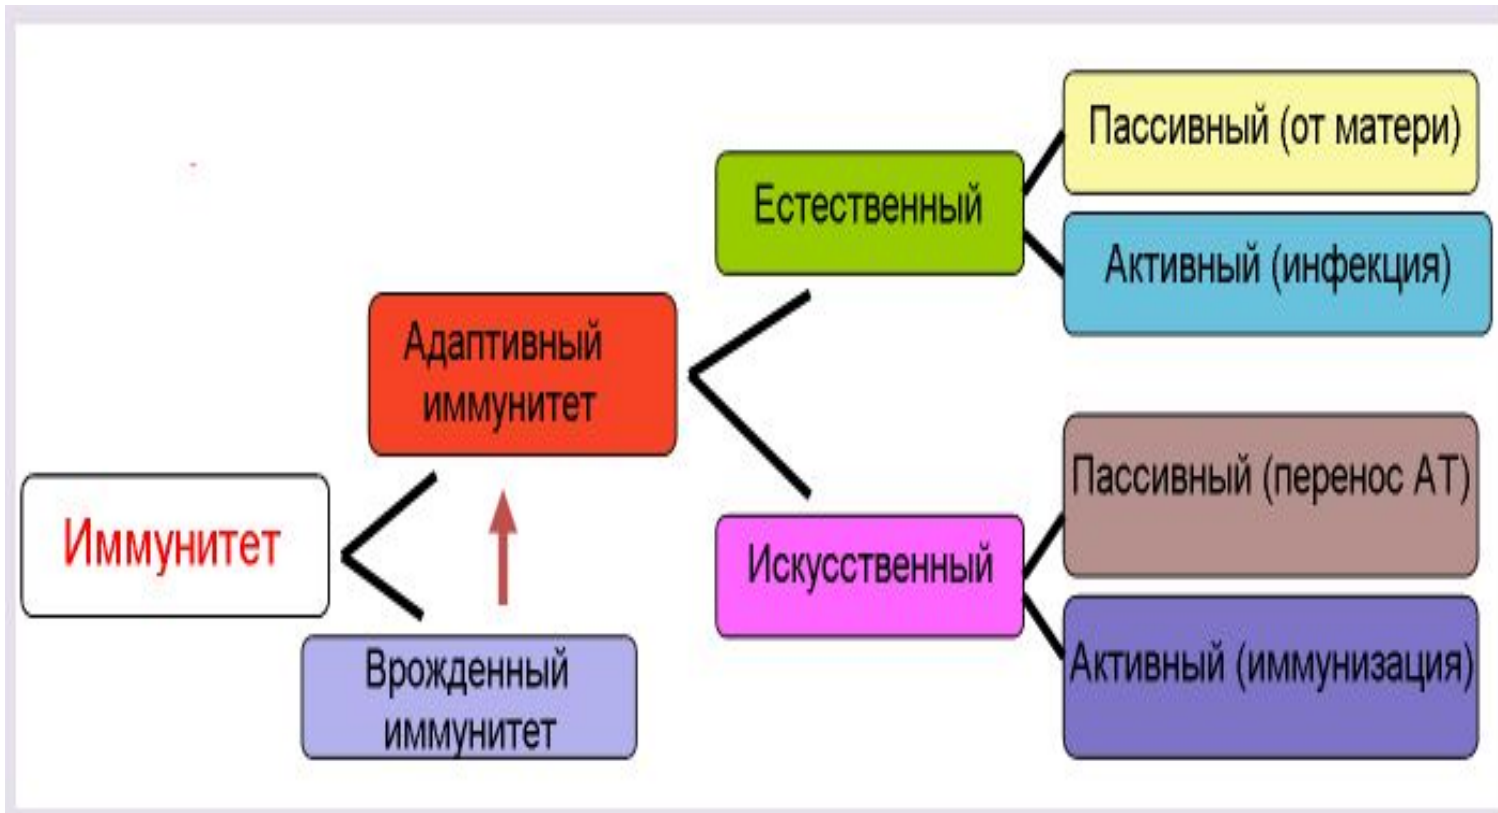 Иммунитет
Адаптивный
иммунитет
Врожденный
иммунитет
Естественный
Искусственный
Пассивный (от матери)
Активный (инфекция)
Пассивный (перенос АТ)
Активный (иммунизация)